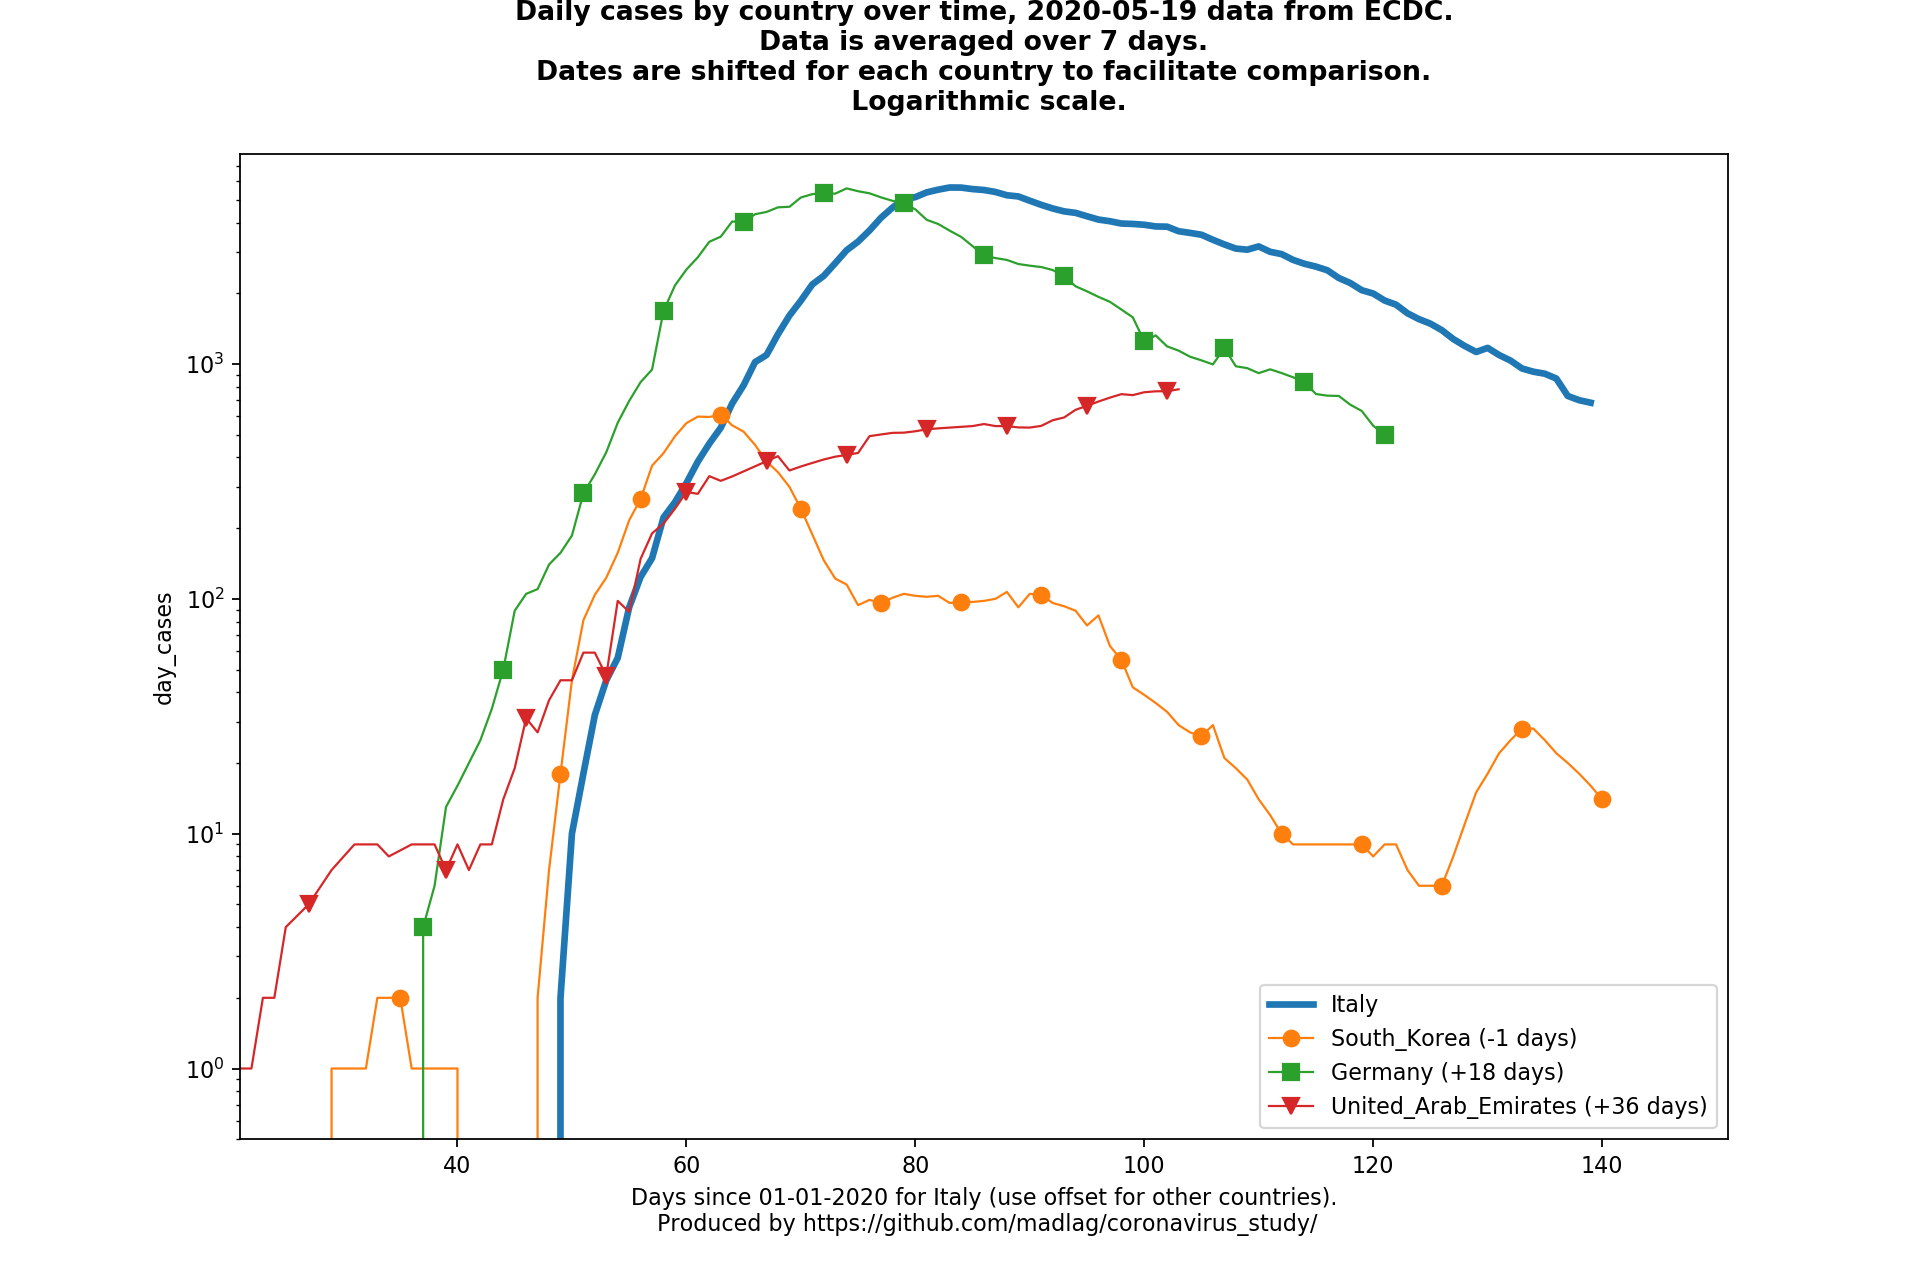 Daily cases by country over time, 2020-05-19 data from ECDC.
Data is averaged over 7 days.
Dates are shifted for each country to facilitate comparison.
Logarithmic scale.
10³
10²
10¹
10⁰
day_cases
Italy
South_Korea (-1 days)
Germany (+18 days)
United_Arab_Emirates (+36 days)
40 60 80 100 120 140
Days since 01-01-2020 for Italy (use offset for other countries).
Produced by https://github.com/madlag/coronavirus_study/